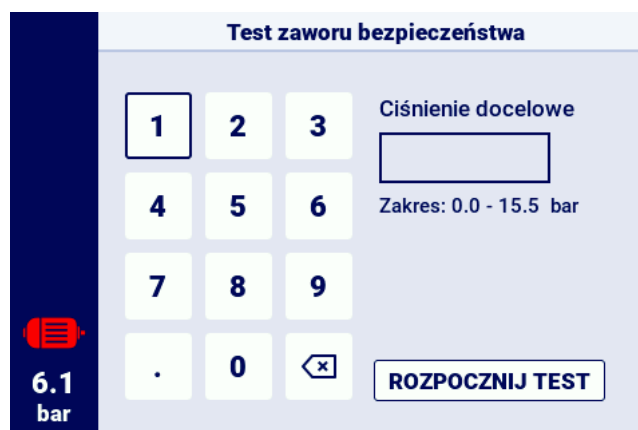 Test zaworu bezpieczeństwa
1 2 3
4 5 6
7 8 9
. 0
Ciśnienie docelowe
Zakres: 0.0 - 15.5 bar
ROZPOCZNIJ TEST
6.1
bar